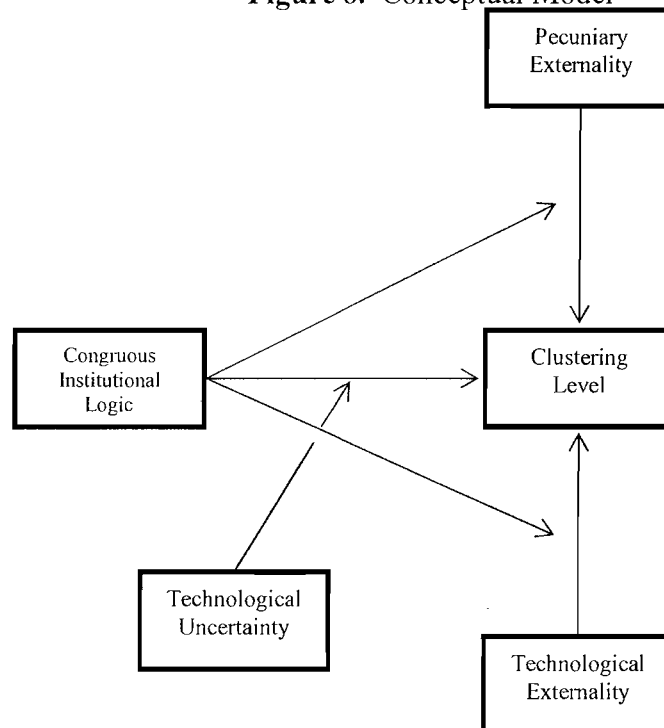 Conceptual Model
Pecuniary
Externality
Congruous
Institutional
Logic
Clustering
Level
Technological
Uncertainty
Technological
Externality